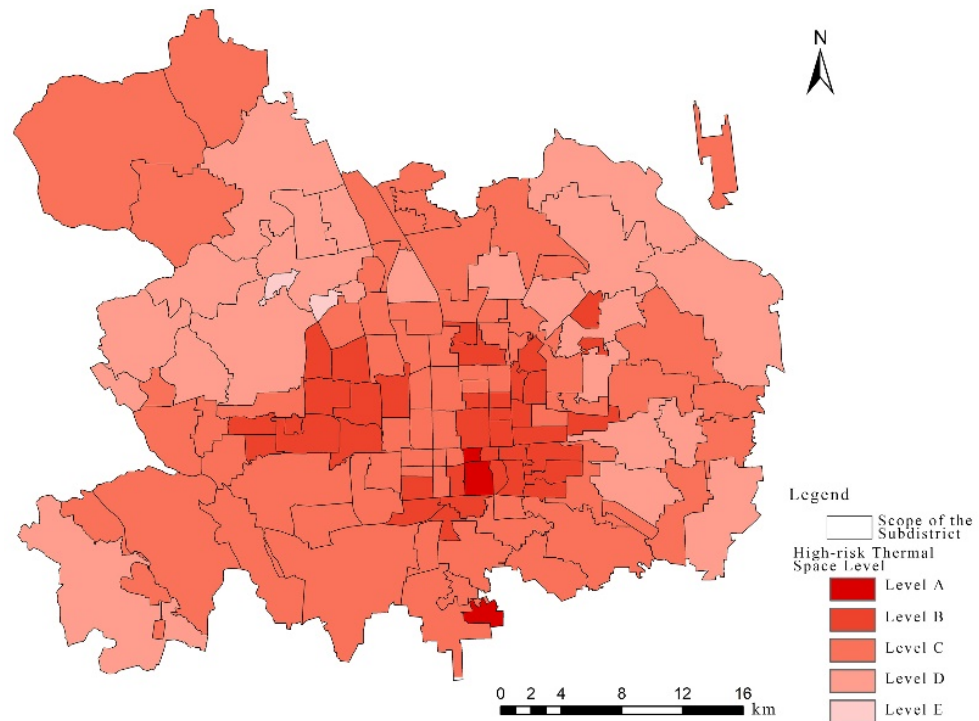 N
Legend
Scope of the
Subdistrict
High-risk Thermal
Space Level
Level A
Level B
Level C
Level D
Level E
0 2 4 8 12 16
km